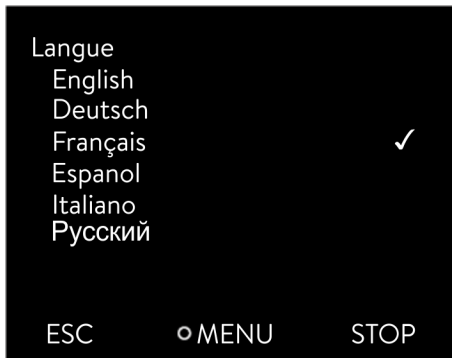 Langue
English
Deutsch
Français ✓
Espanol
Italiano
Русский
ESC MENU STOP